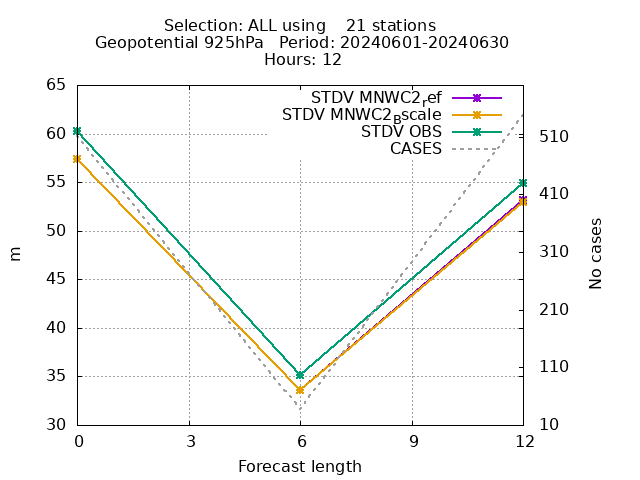 Selection: ALL using    21 stations
Geopotential 925hPa   Period: 20240601-20240630
Hours: 12
65
60
55
50
45
40
35
30
m
STDV MNWC2_ref
STDV MNWC2_Bscale
STDV OBS
CASES
510
410
310
210
110
10
No cases
0 3 6 9 12
Forecast length